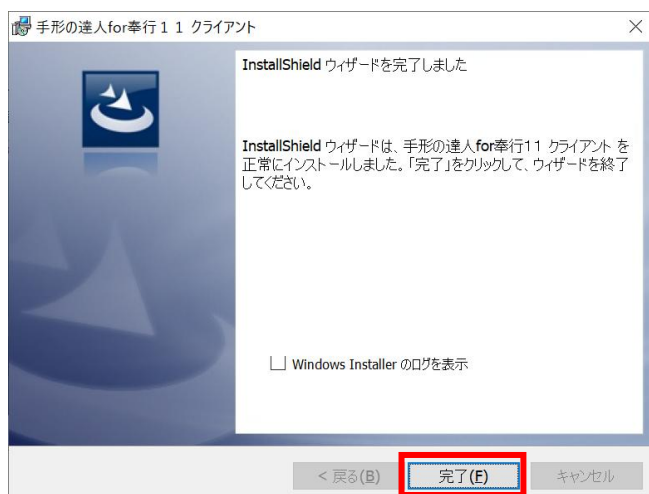 手形の達人for奉行１１ クライアント
InstallShield ウィザードを完了しました
InstallShield ウィザードは、手形の達人for奉行11 クライアント を
正常にインストールしました。「完了」をクリックして、ウィザードを終了
してください。
Windows Installer のログを表示
< 戻る(B) 完了(F) キャンセル